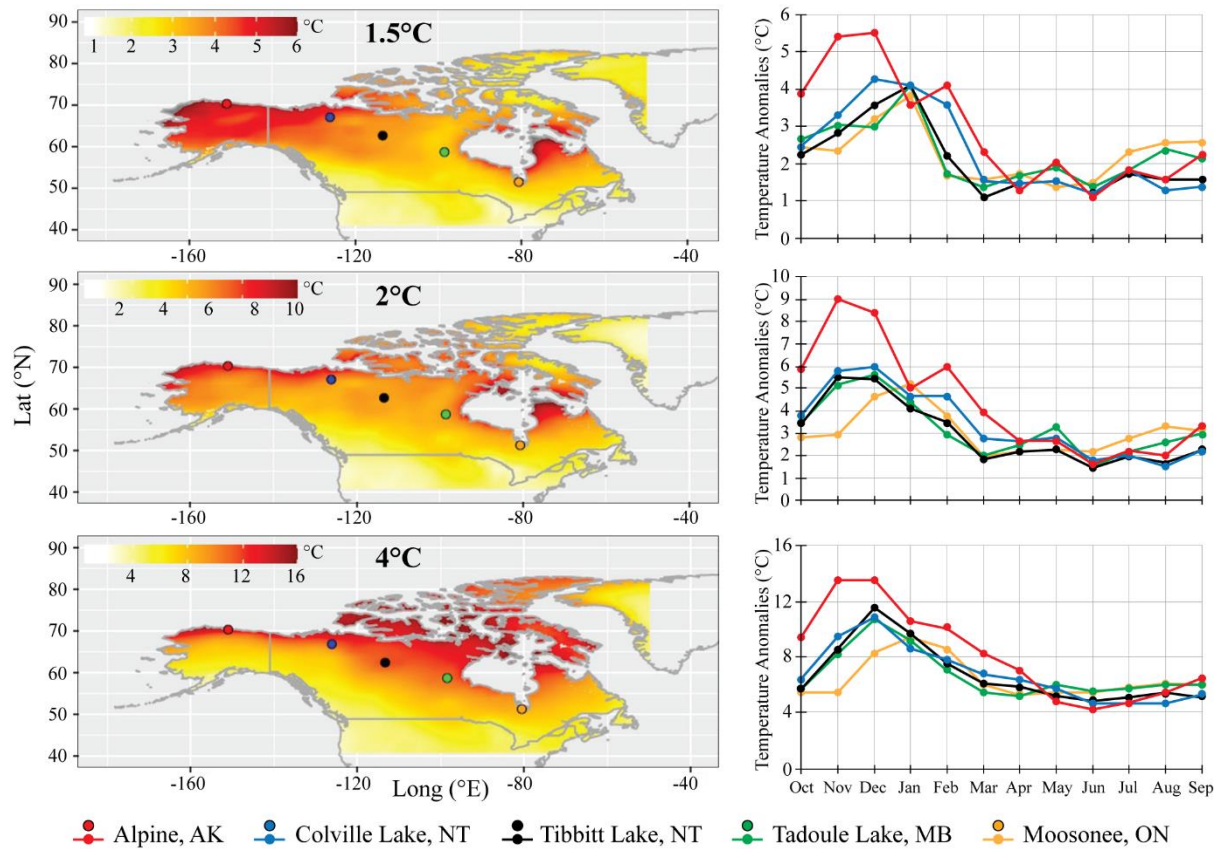 90
80
70
60
50
40
°C
1 2 3 4 5 6
1.5°C
-160 -120 -80 -40
6
5
4
3
2
1
0
Temperature Anomalies (°C)
90
80
70
60
50
40
°C
2 4 6 8 10
2°C
Lat (°N)
-160 -120 -80 -40
10
9
8
7
6
5
4
3
2
1
0
Temperature Anomalies (°C)
90
80
70
60
50
40
°C
4 8 12 16
4°C
-160 -120 -80 -40
Long (°E)
16
12
8
4
0
Temperature Anomalies (°C)
Oct Nov Dec Jan Feb Mar Apr May Jun Jul Aug Sep
Alpine, AK Colville Lake, NT Tibbitt Lake, NT Tadoule Lake, MB Moosonee, ON